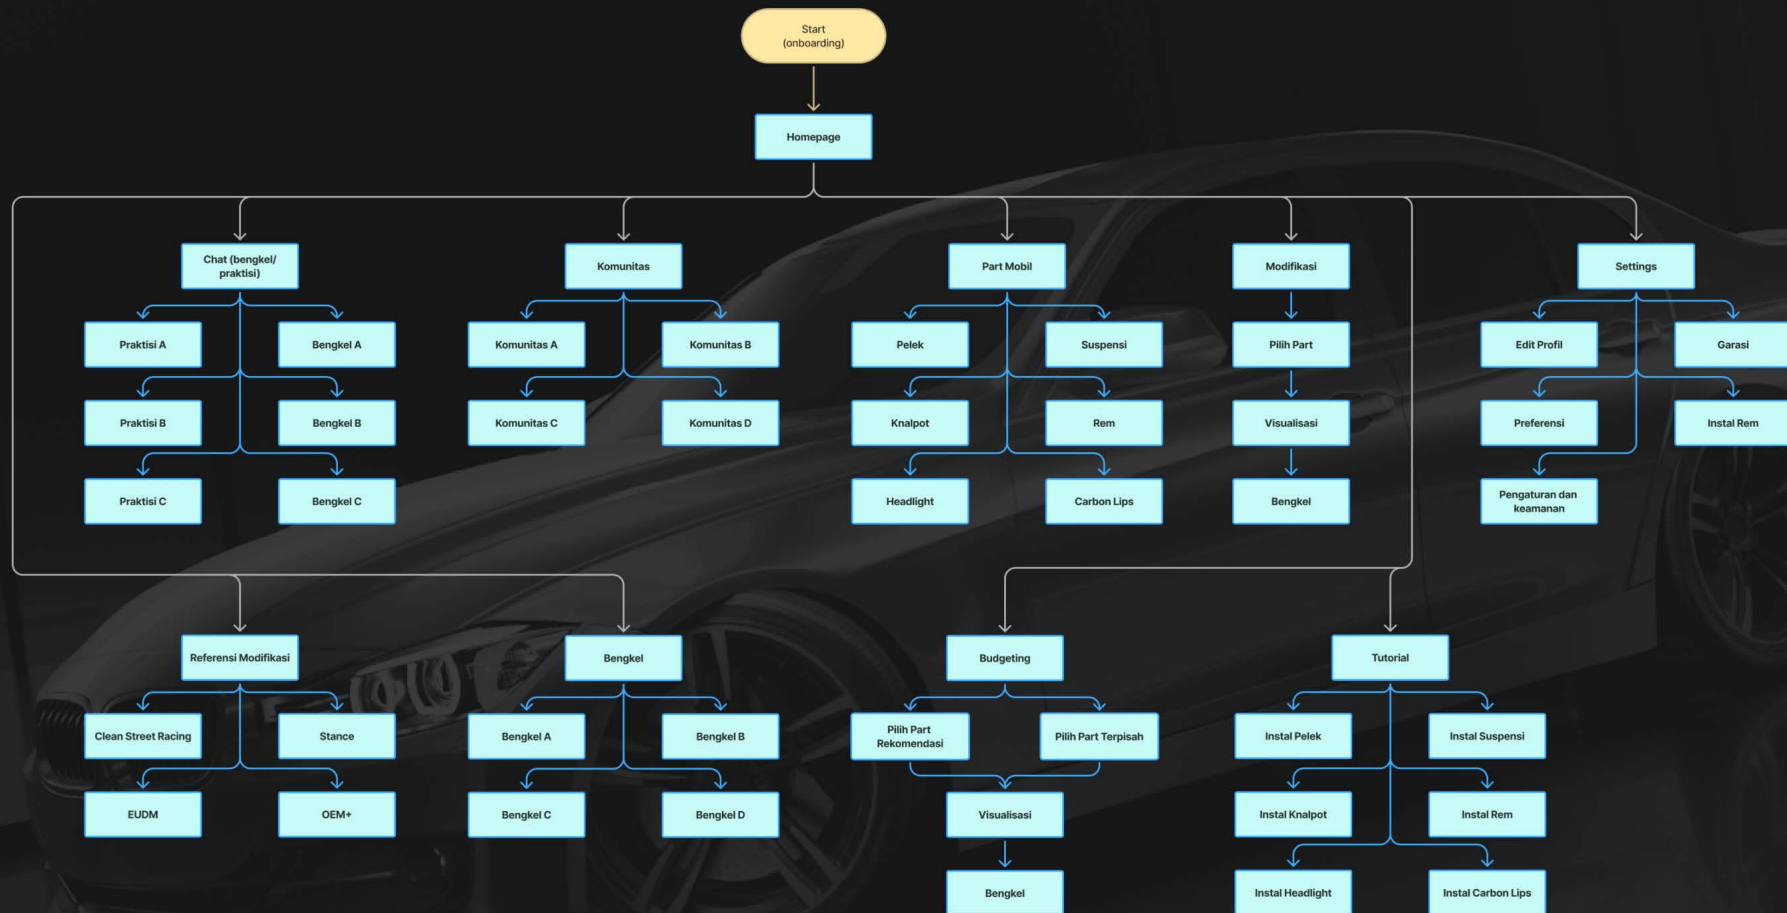 Start
(onboarding)
Homepage
Chat (bengkel/
praktisi)
Komunitas
Part Mobil
Modifikasi
Settings
Praktisi A
Bengkel A
Komunitas A
Komunitas B
Pelek
Suspensi
Pilih Part
Edit Profil
Garasi
Praktisi B
Bengkel B
Komunitas C
Komunitas D
Knalpot
Rem
Visualisasi
Preferensi
Instal Rem
Praktisi C
Bengkel C
Headlight
Carbon Lips
Bengkel
Pengaturan dan
keamanan
Referensi Modifikasi
Bengkel
Budgeting
Tutorial
Clean Street Racing
Stance
Bengkel A
Bengkel B
Pilih Part
Rekomendasi
Pilih Part Terpisah
Instal Pelek
Instal Suspensi
EUDM
OEM+
Bengkel C
Bengkel D
Visualisasi
Instal Knalpot
Instal Rem
Bengkel
Instal Headlight
Instal Carbon Lips